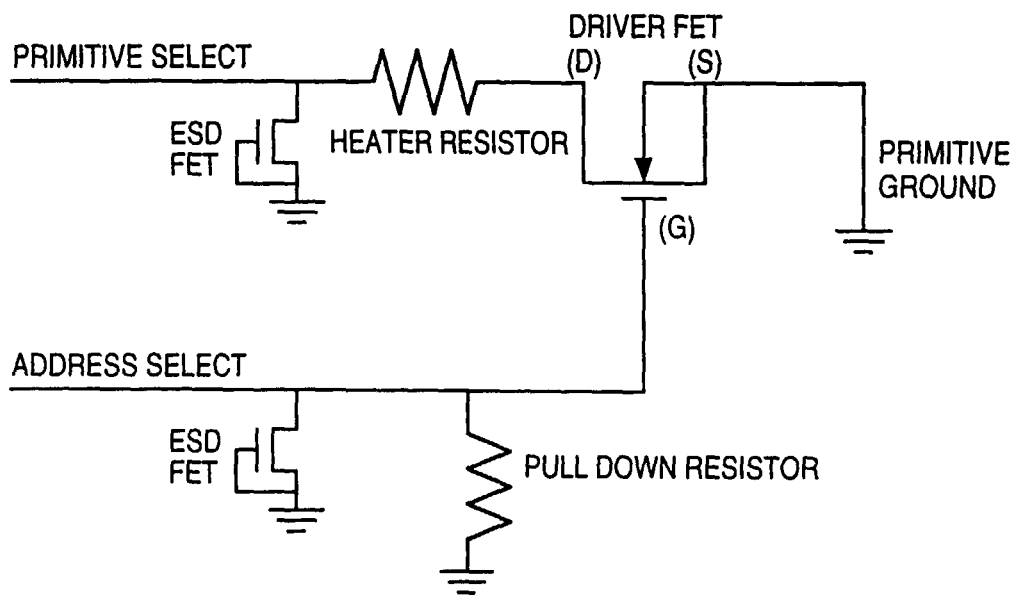 DRIVER FET
(D)
(S)
PRIMITIVE SELECT
ESD
FET
HEATER RESISTOR
PRIMITIVE
GROUND
(G)
ADDRESS SELECT
ESD
FET
PULL DOWN RESISTOR